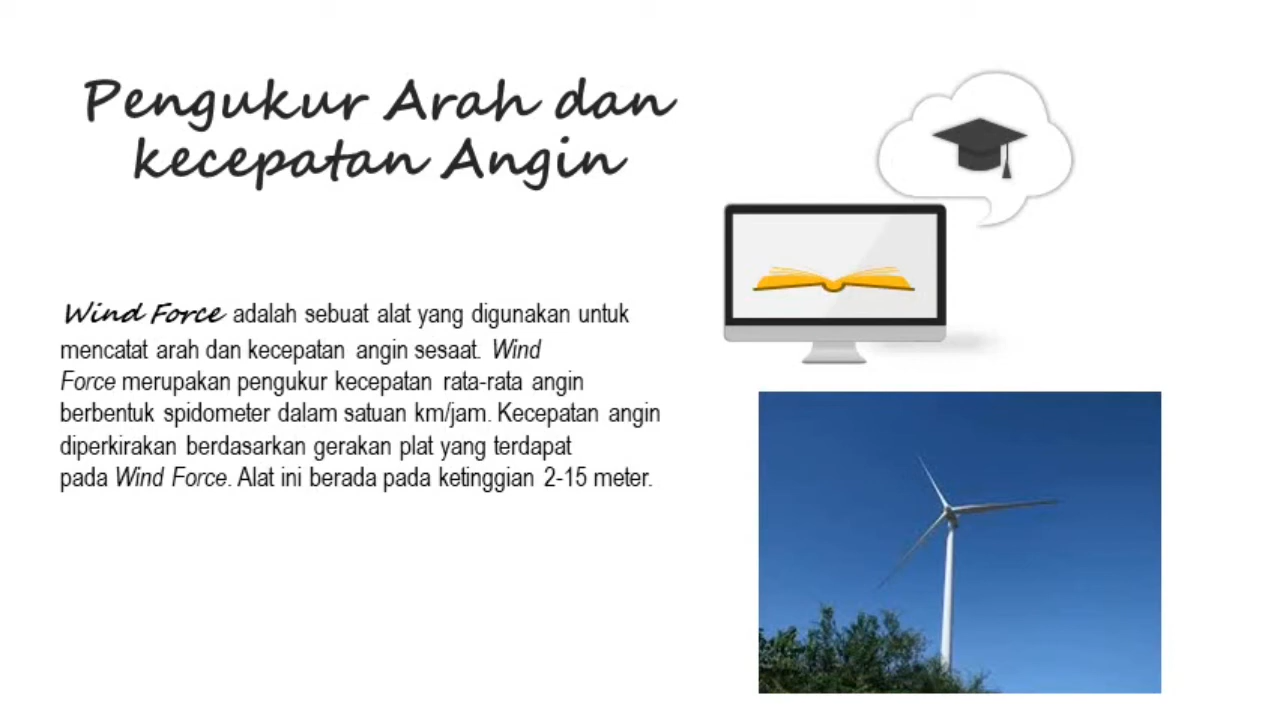 Pengukur Arah dan
kecepatan Angin
Wind Force adalah sebuat alat yang digunakan untuk
mencatat arah dan kecepatan angin sesaat. Wind
Force merupakan pengukur kecepatan rata-rata angin
berbentuk spidometer dalam satuan km/jam. Kecepatan angin
diperkirakan berdasarkan gerakan plat yang terdapat
pada Wind Force. Alat ini berada pada ketinggian 2-15 meter.